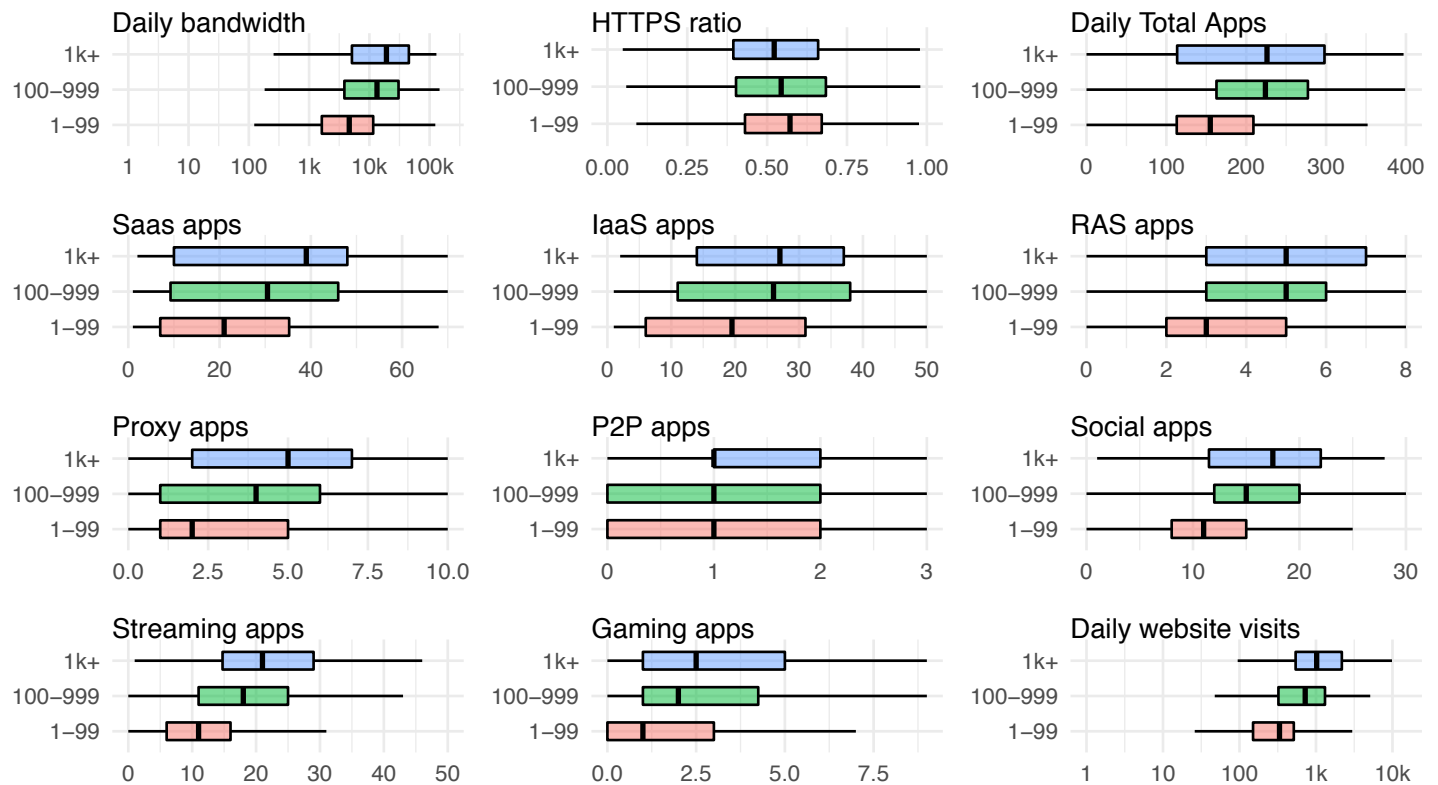 Daily bandwidth
1k+
100−999
1−99
1 10 100 1k 10k 100k
HTTPS ratio
1k+
100−999
1−99
0.00 0.25 0.50 0.75 1.00
Daily Total Apps
1k+
100−999
1−99
0 100 200 300 400
Saas apps
1k+
100−999
1−99
0 20 40 60
IaaS apps
1k+
100−999
1−99
0 10 20 30 40 50
RAS apps
1k+
100−999
1−99
0 2 4 6 8
Proxy apps
1k+
100−999
1−99
0.0 2.5 5.0 7.5 10.0
P2P apps
1k+
100−999
1−99
0 1 2 3
Social apps
1k+
100−999
1−99
0 10 20 30
Streaming apps
1k+
100−999
1−99
0 10 20 30 40 50
Gaming apps
1k+
100−999
1−99
0.0 2.5 5.0 7.5
Daily website visits
1k+
100−999
1−99
1 10 100 1k 10k